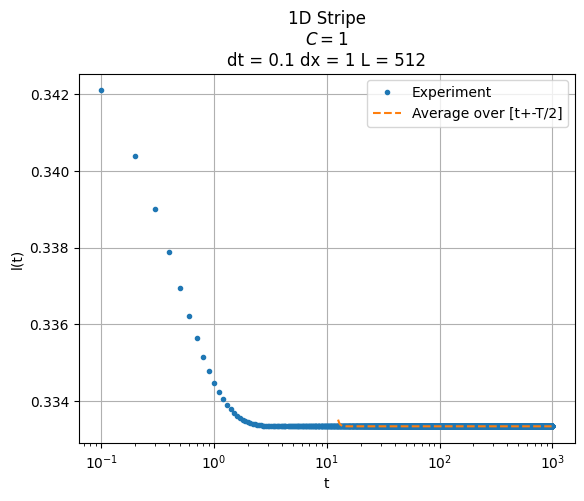 1D Stripe
C = 1
dt = 0.1 dx = 1 L = 512
Experiment
Average over [t+-T/2]
0.342
0.340
0.338
0.336
0.334
l(t)
10⁻¹
10⁰
10¹
10²
10³
t